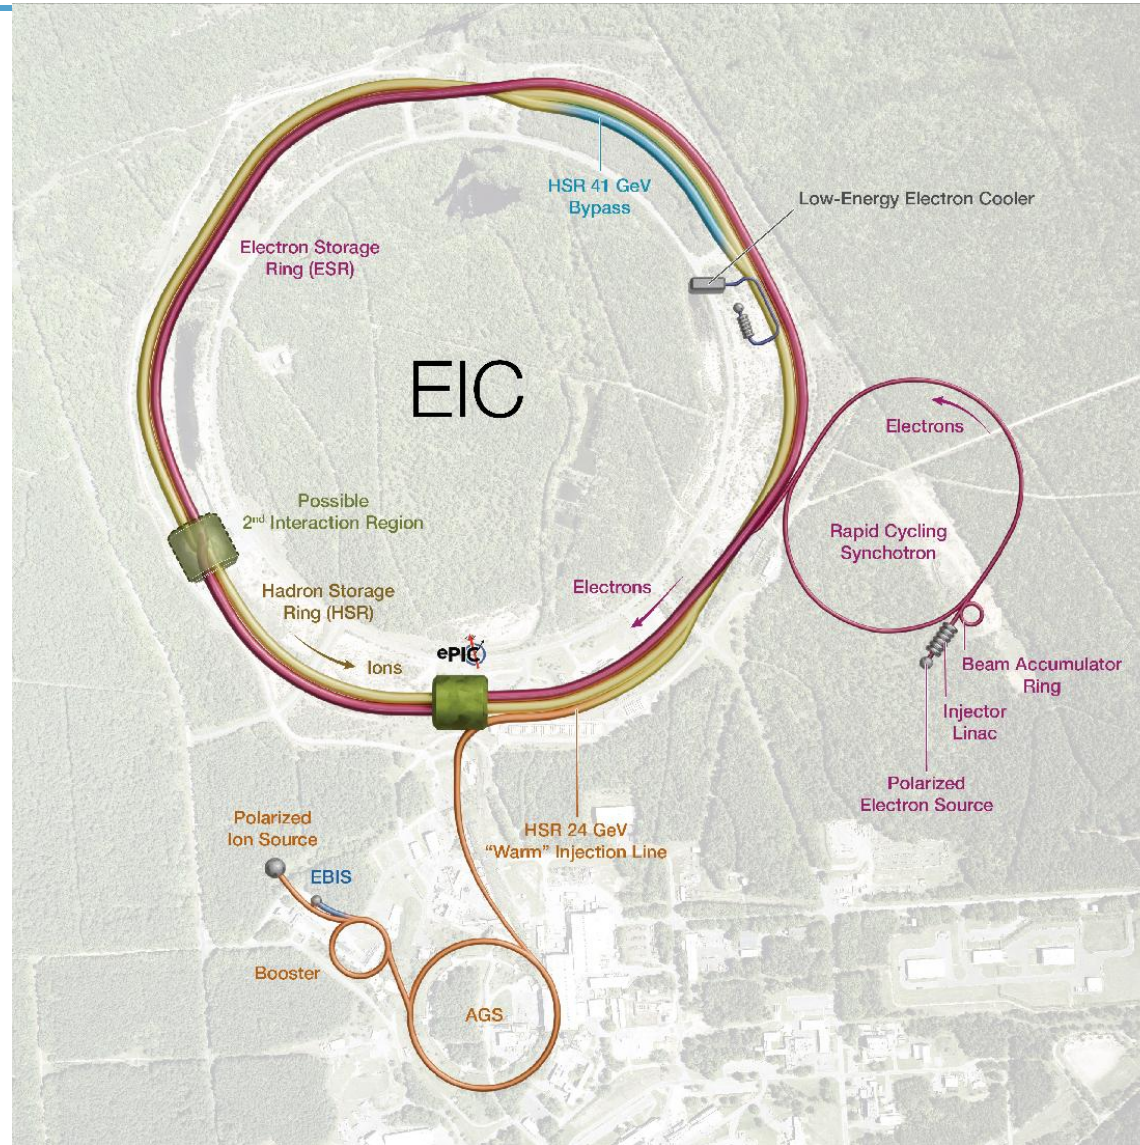 HSR 41 GeV
Bypass
Low-Energy Electron Cooler
Electron Storage
Ring (ESR)
EIC
Electrons
Possible
2nd Interaction Region
Rapid Cycling
Synchotron
Hadron Storage
Ring (HSR)
Electrons
Ions
ePIC
Beam Accumulator
Ring
Injector
Linac
Polarized
Electron Source
Polarized
Ion Source
HSR 24 GeV
“Warm” Injection Line
EBIS
Booster
AGS